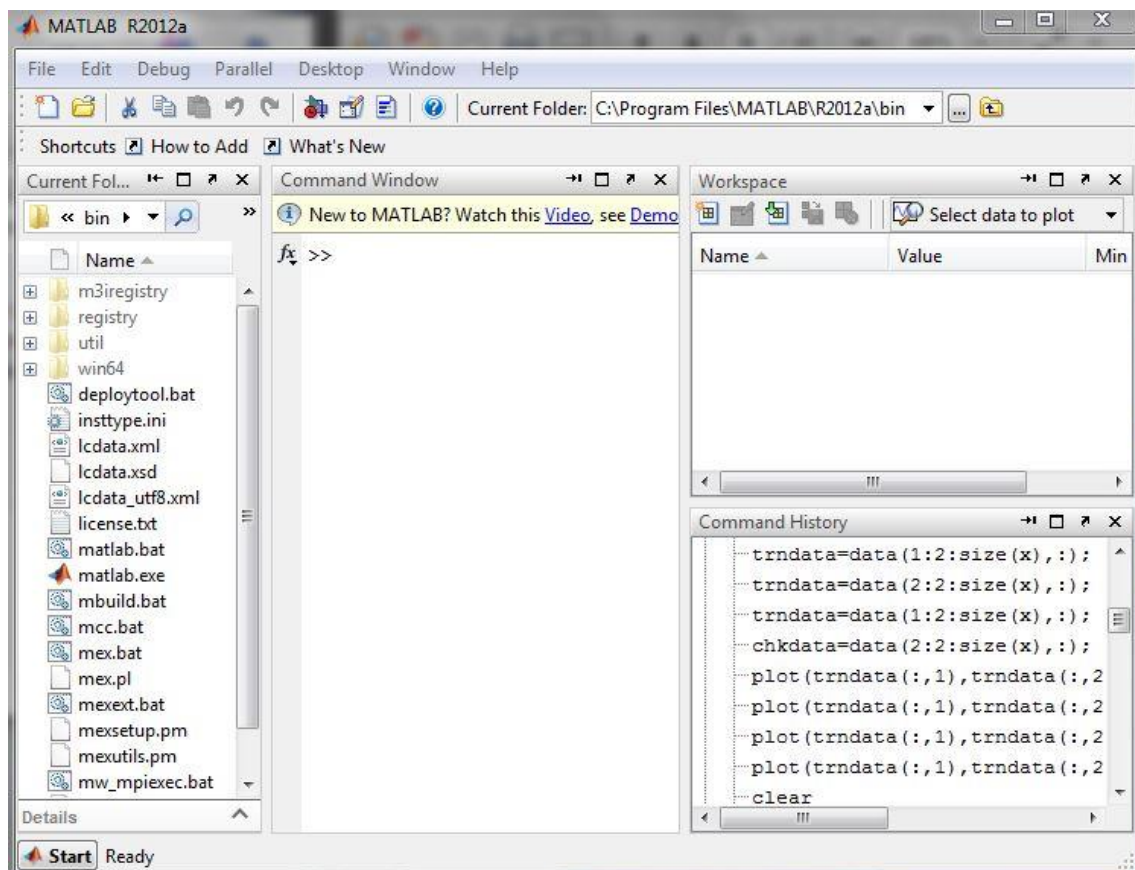 MATLAB R2012a
File Edit Debug Parallel Desktop Window Help
Current Folder: C:\Program Files\MATLAB\R2012a\bin
Shortcuts How to Add What's New
Current Fol...
« bin
»
Name
m3iregistry
registry
util
win64
deploytool.bat
insttype.ini
lcdata.xml
lcdata.xsd
lcdata_utf8.xml
license.txt
matlab.bat
matlab.exe
mbuild.bat
mcc.bat
mex.bat
mex.pl
mexext.bat
mexsetup.pm
mexutils.pm
mw_mpiexec.bat
Details
Command Window
New to MATLAB? Watch this Video, see Demo
fx >>
Workspace
Select data to plot
Name Value Min
Command History
trndata=data(1:2:size(x),:);
trndata=data(2:2:size(x),:);
trndata=data(1:2:size(x),:);
chkdata=data(2:2:size(x),:);
plot(trndata(:,1),trndata(:,2
plot(trndata(:,1),trndata(:,2
plot(trndata(:,1),trndata(:,2
plot(trndata(:,1),trndata(:,2
clear
Start Ready